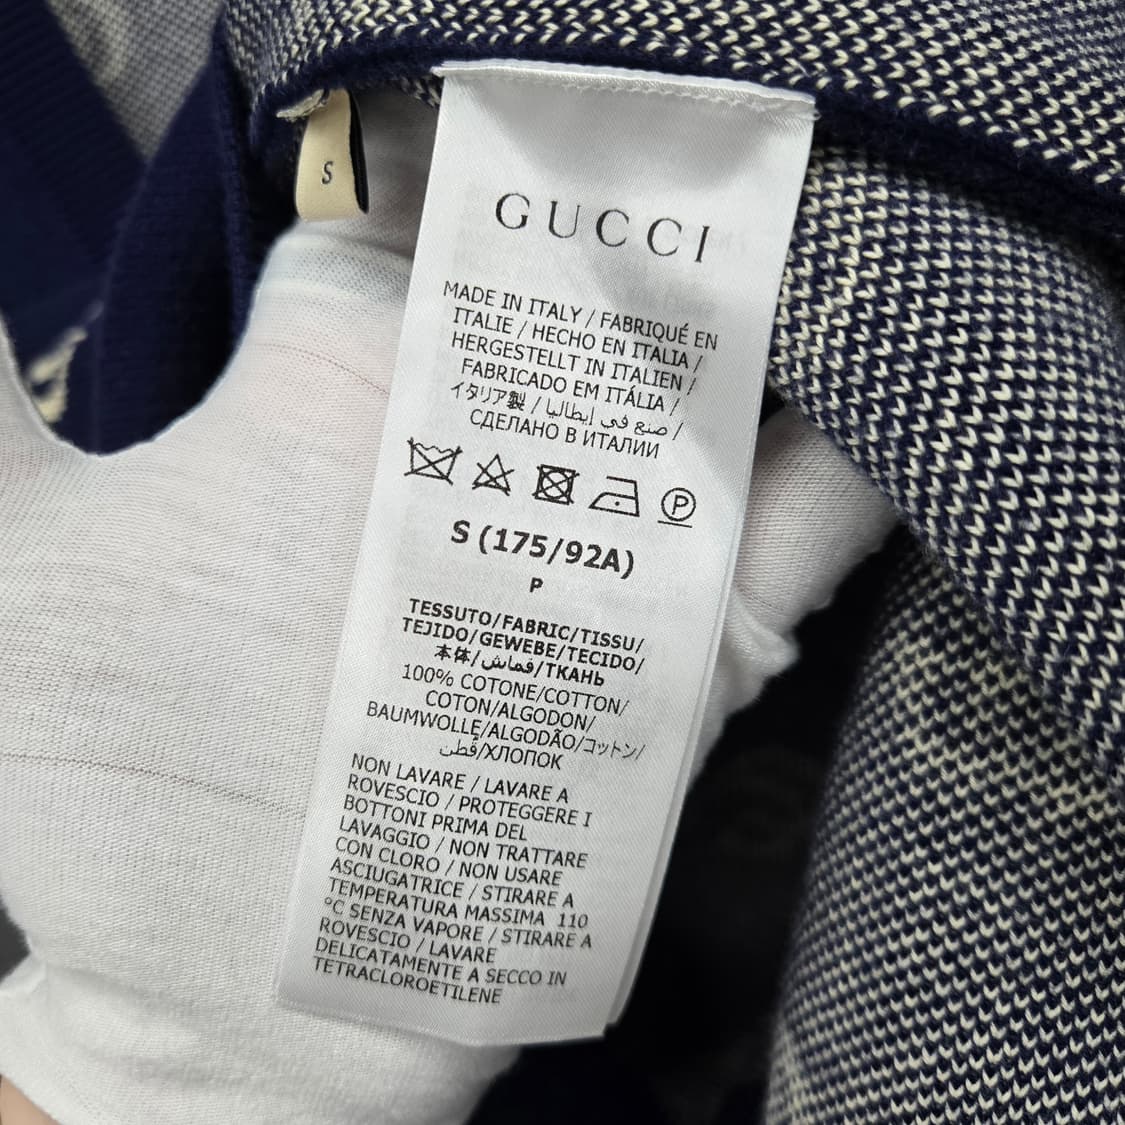 S
GUCCI
MADE IN ITALY / FABRIQUÉ EN
ITALIE / HECHO EN ITALIA /
HERGESTELLT IN ITALIEN /
FABRICADO EM ITÁLIA /
イタリア製 / صنع في إيطاليا /
СДЕЛАНО В ИТАЛИИ
P
S (175/92A)
P
TESSUTO/FABRIC/TISSU/
TEJIDO/GEWEBE/TECIDO/
本体/قماش/ТКАНЬ
100% COTONE/COTTON/
COTON/ALGODON/
BAUMWOLLE/ALGODÃO/コットン/
قطن/ХЛОПОК
NON LAVARE / LAVARE A
ROVESCIO / PROTEGGERE I
BOTTONI PRIMA DEL
LAVAGGIO / NON TRATTARE
CON CLORO / NON USARE
ASCIUGATRICE / STIRARE A
TEMPERATURA MASSIMA 110
°C SENZA VAPORE / STIRARE A
ROVESCIO / LAVARE
DELICATAMENTE A SECCO IN
TETRACLOROETILENE